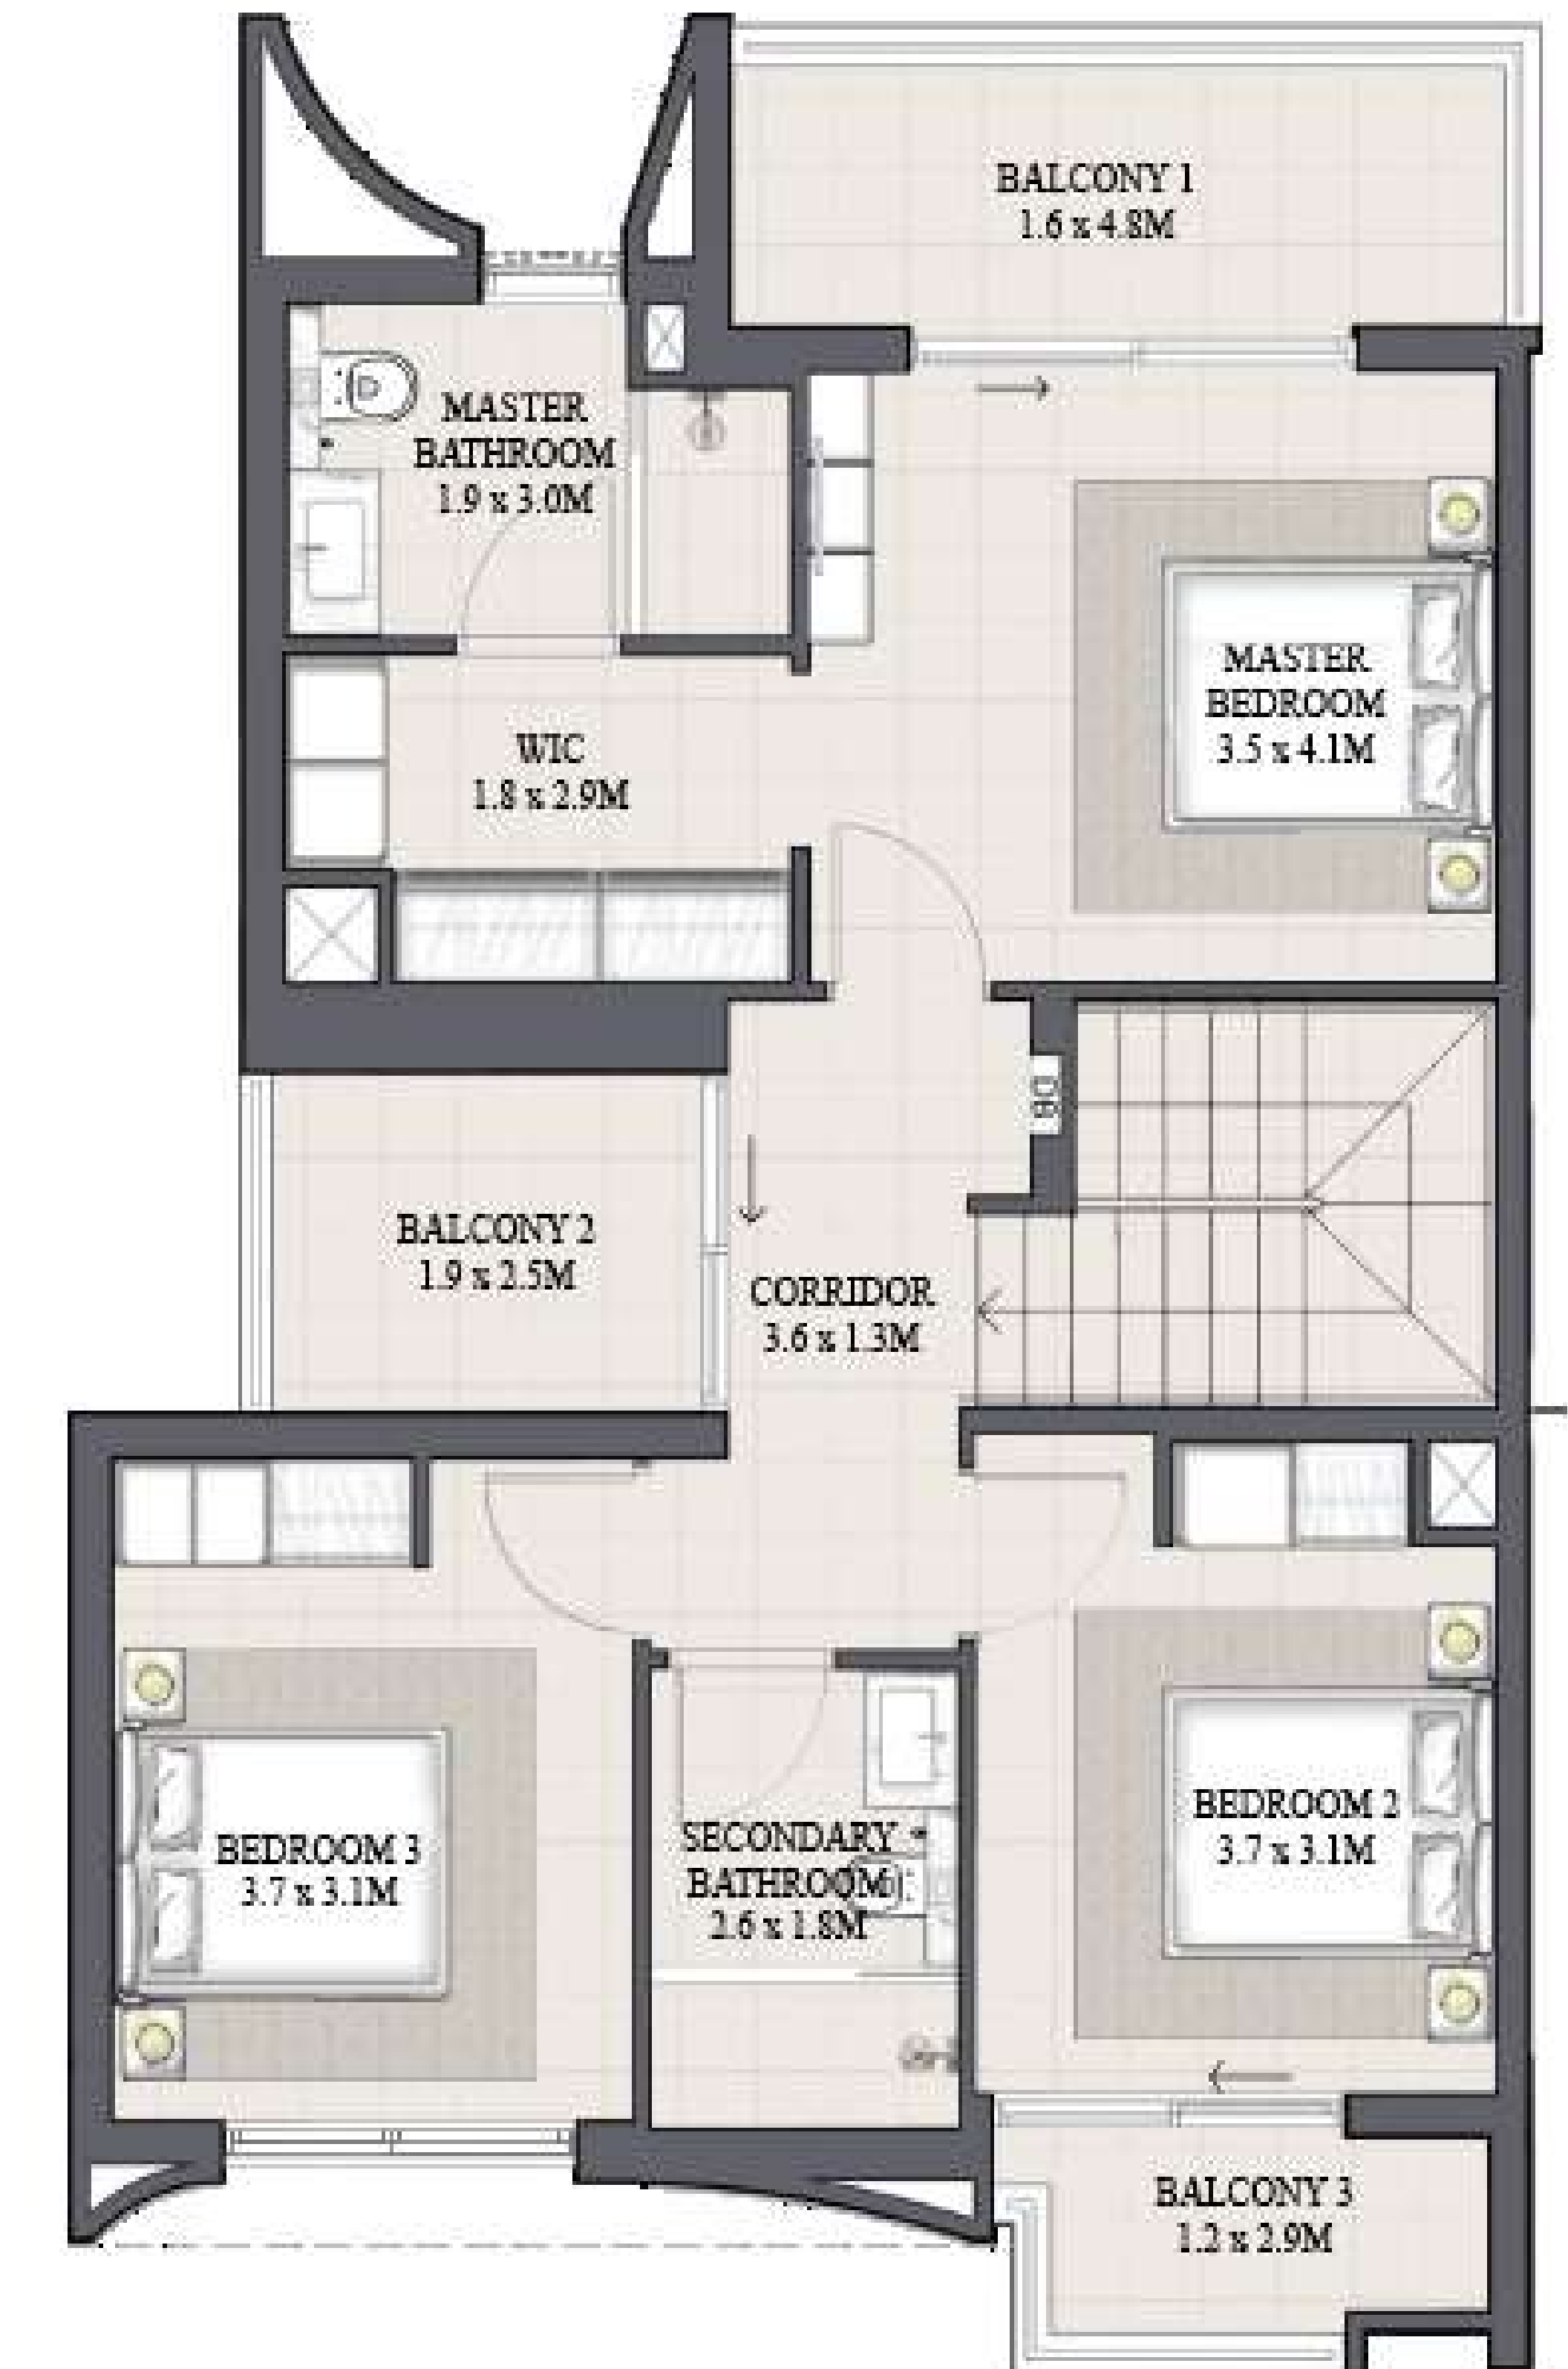 BALCONY 1
1.6 x 4.8M
MASTER
BATHROOM
1.9 x 3.0M
MASTER
BEDROOM
3.5 x 4.1M
WIC
1.8 x 2.9M
DB
BALCONY 2
1.9 x 2.5M
CORRIDOR
3.6 x 1.3M
BEDROOM 3
3.7 x 3.1M
SECONDARY
BATHROOM
2.6 x 1.8M
BEDROOM 2
3.7 x 3.1M
BALCONY 3
1.2 x 2.9M